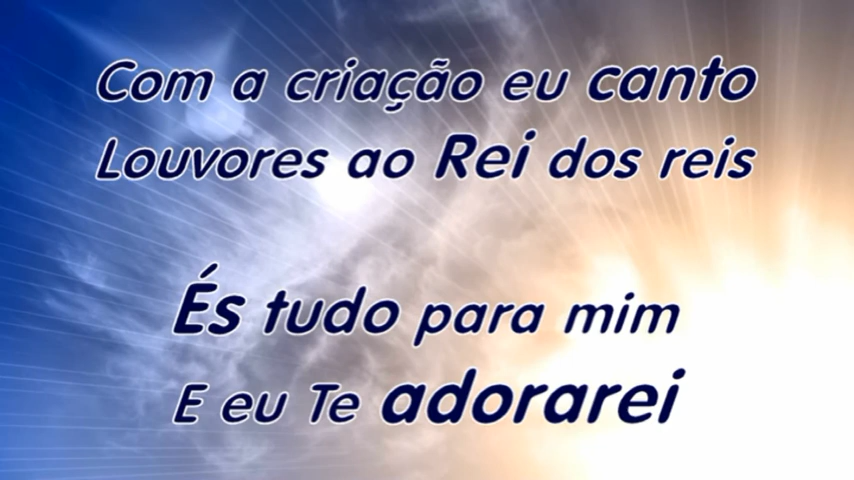 Com a criação eu canto
Louvores ao Rei dos reis
És tudo para mim
E eu Te adorarei